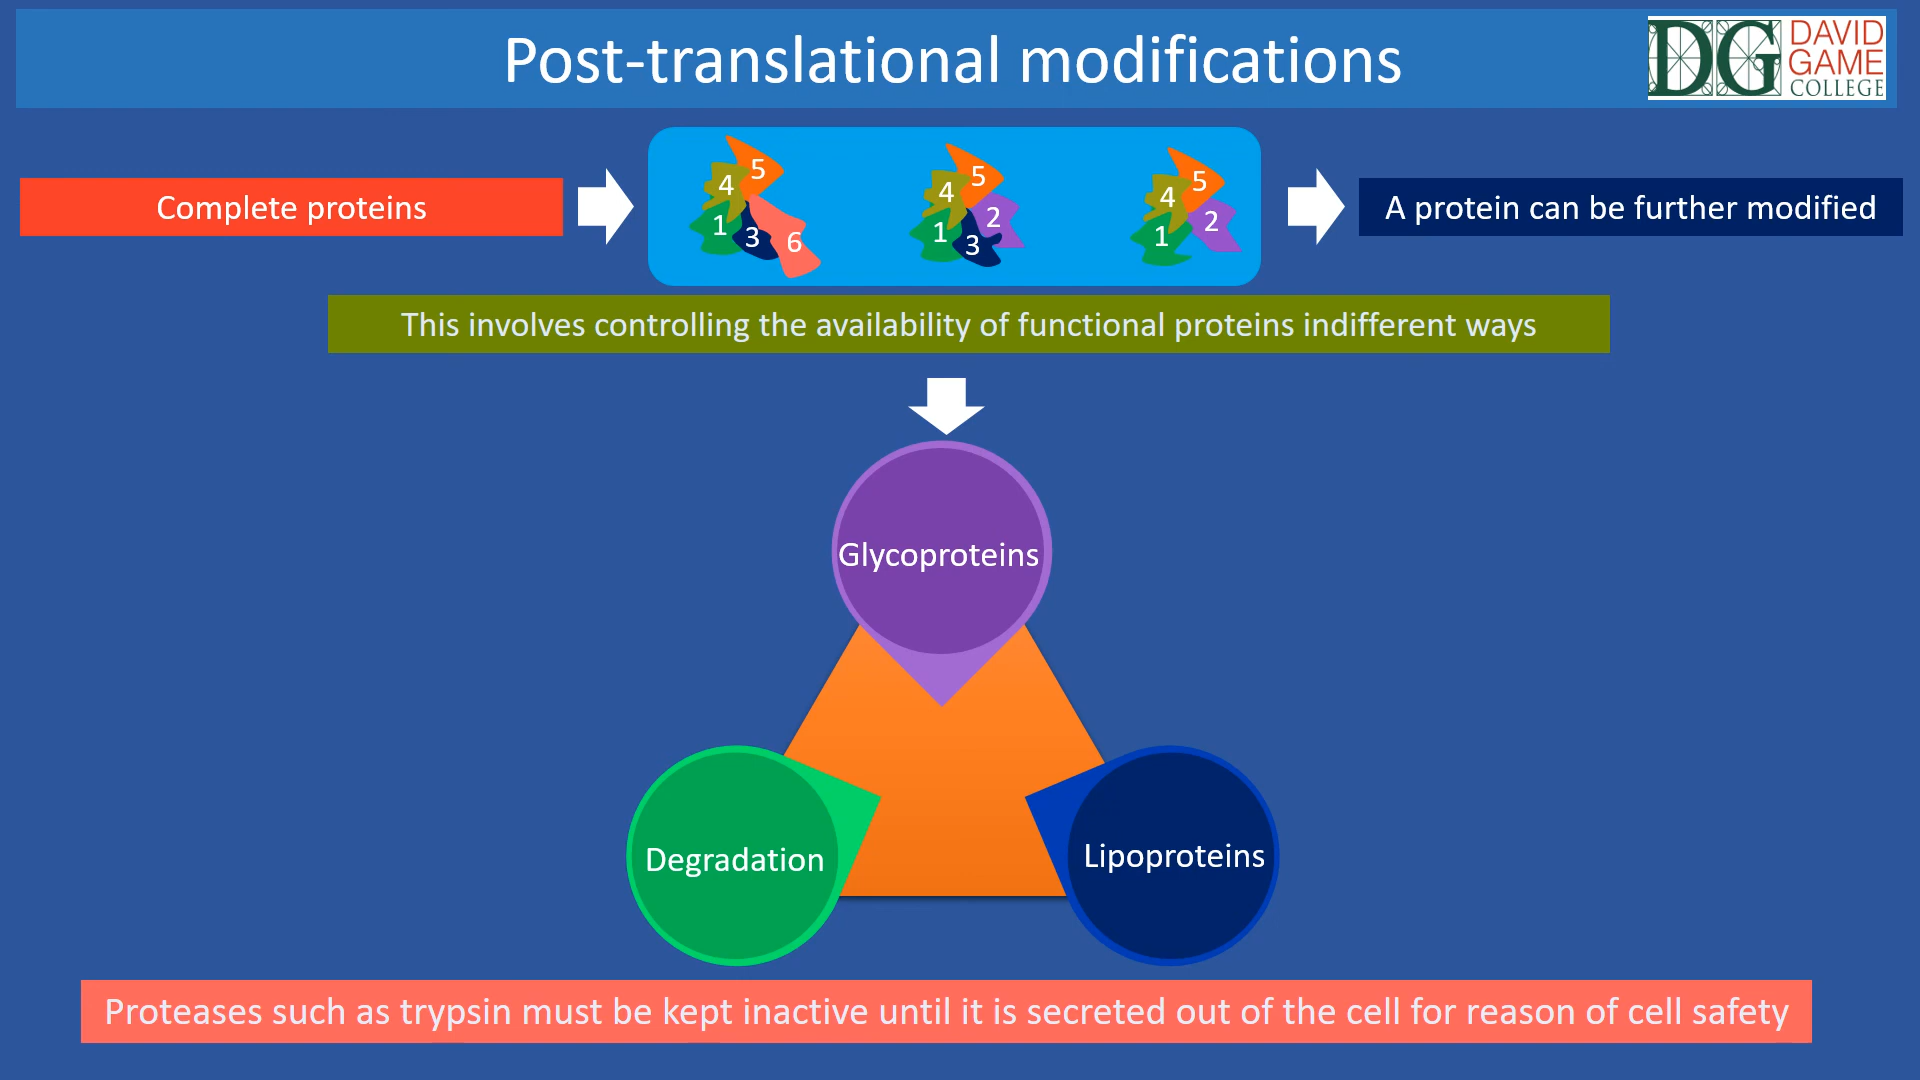 Post-translational modifications
DG DAVID
GAME
COLLEGE
Complete proteins
4 5
1 3 6
4 5
1 2
3
4 5
1 2
A protein can be further modified
This involves controlling the availability of functional proteins indifferent ways
Glycoproteins
Degradation
Lipoproteins
Proteases such as trypsin must be kept inactive until it is secreted out of the cell for reason of cell safety